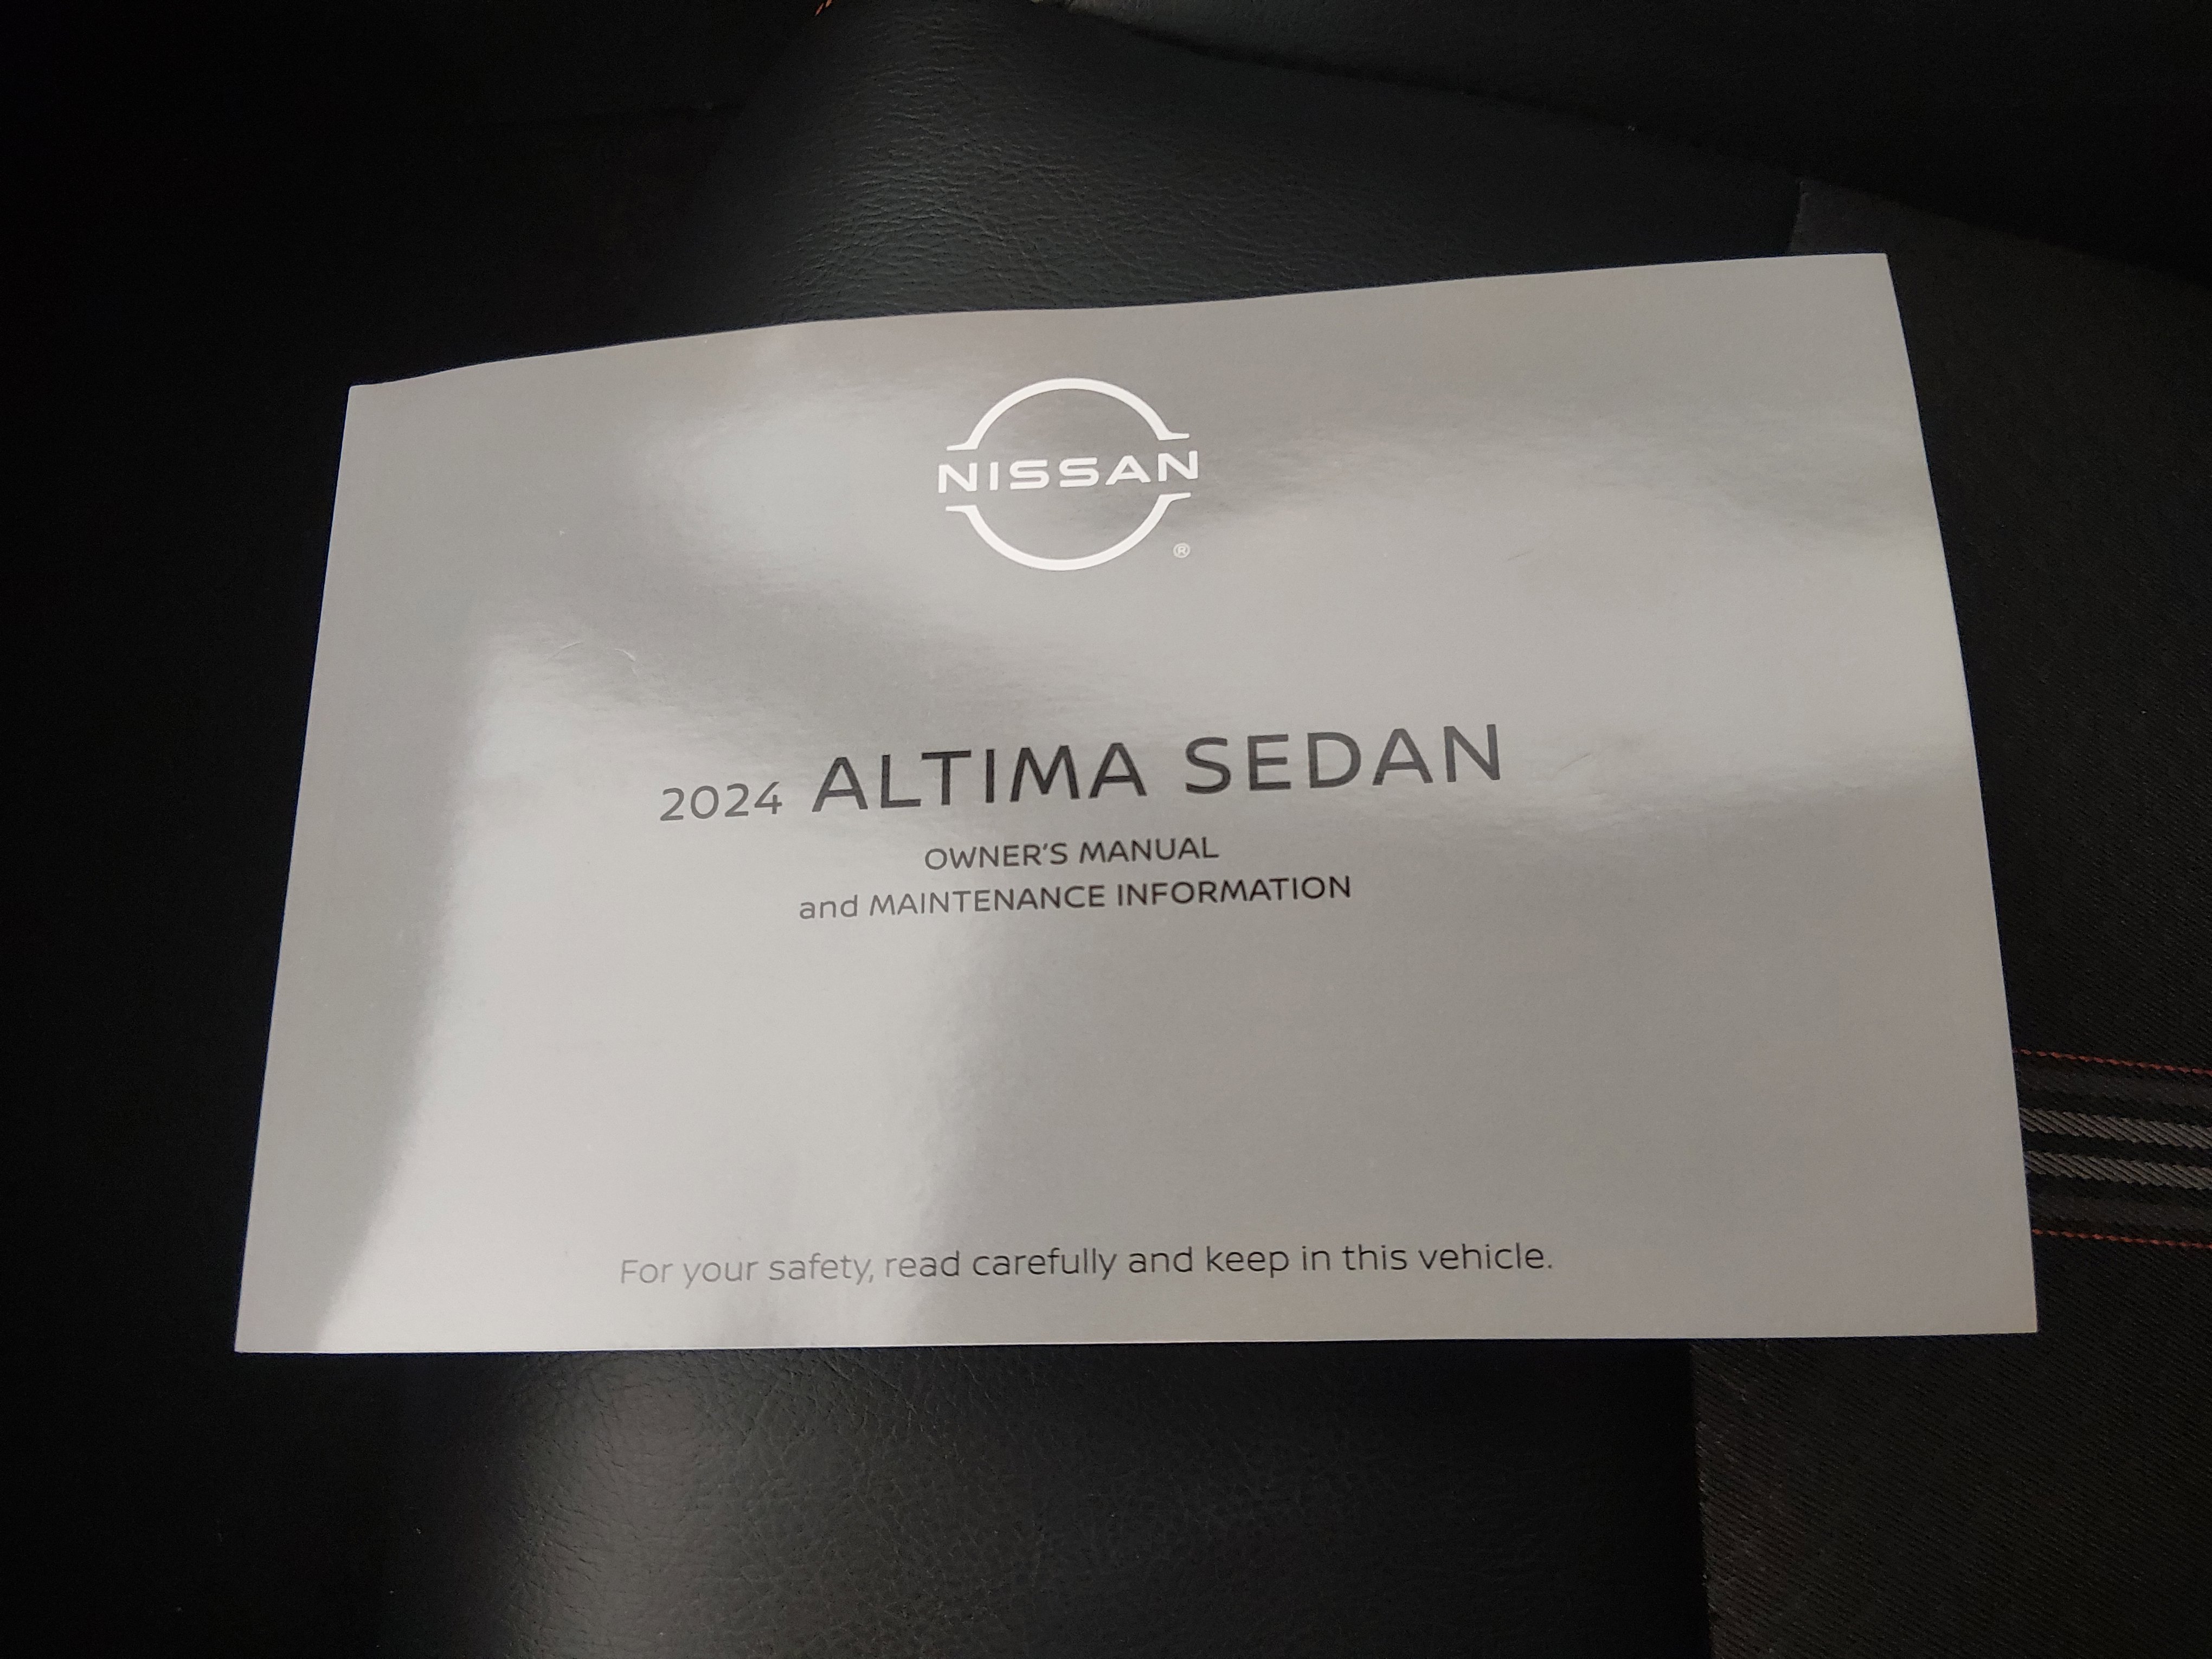 NISSAN
®
2024 ALTIMA SEDAN
OWNER'S MANUAL
and MAINTENANCE INFORMATION
For your safety, read carefully and keep in this vehicle.